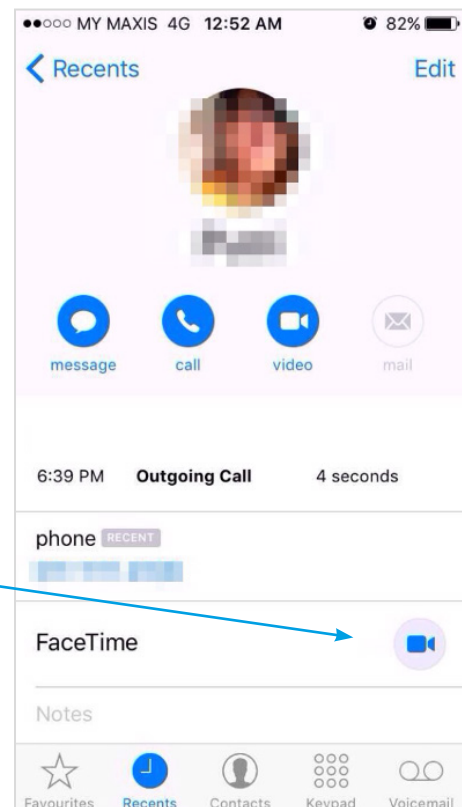 MY MAXIS 4G 12:52 AM 82%
Recents Edit
message call video mail
6:39 PM Outgoing Call 4 seconds
phone RECENT
FaceTime
Notes
Favourites Recents Contacts Keypad Voicemail